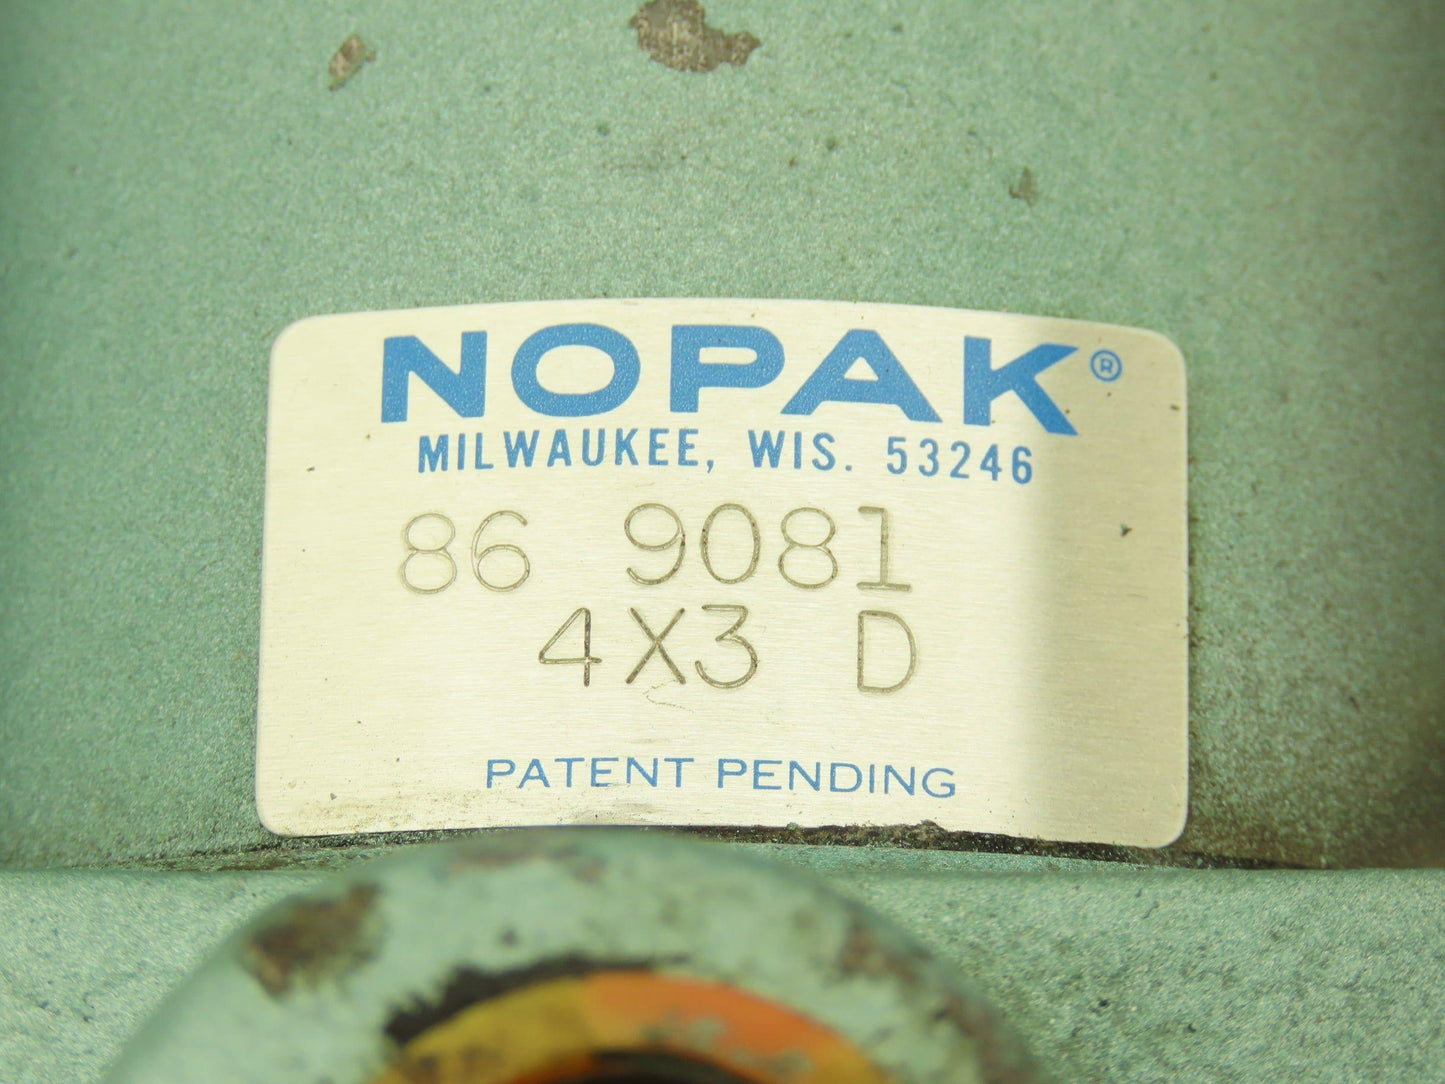 NOPAK®
MILWAUKEE, WIS. 53246
86 9081
4X3 D
PATENT PENDING